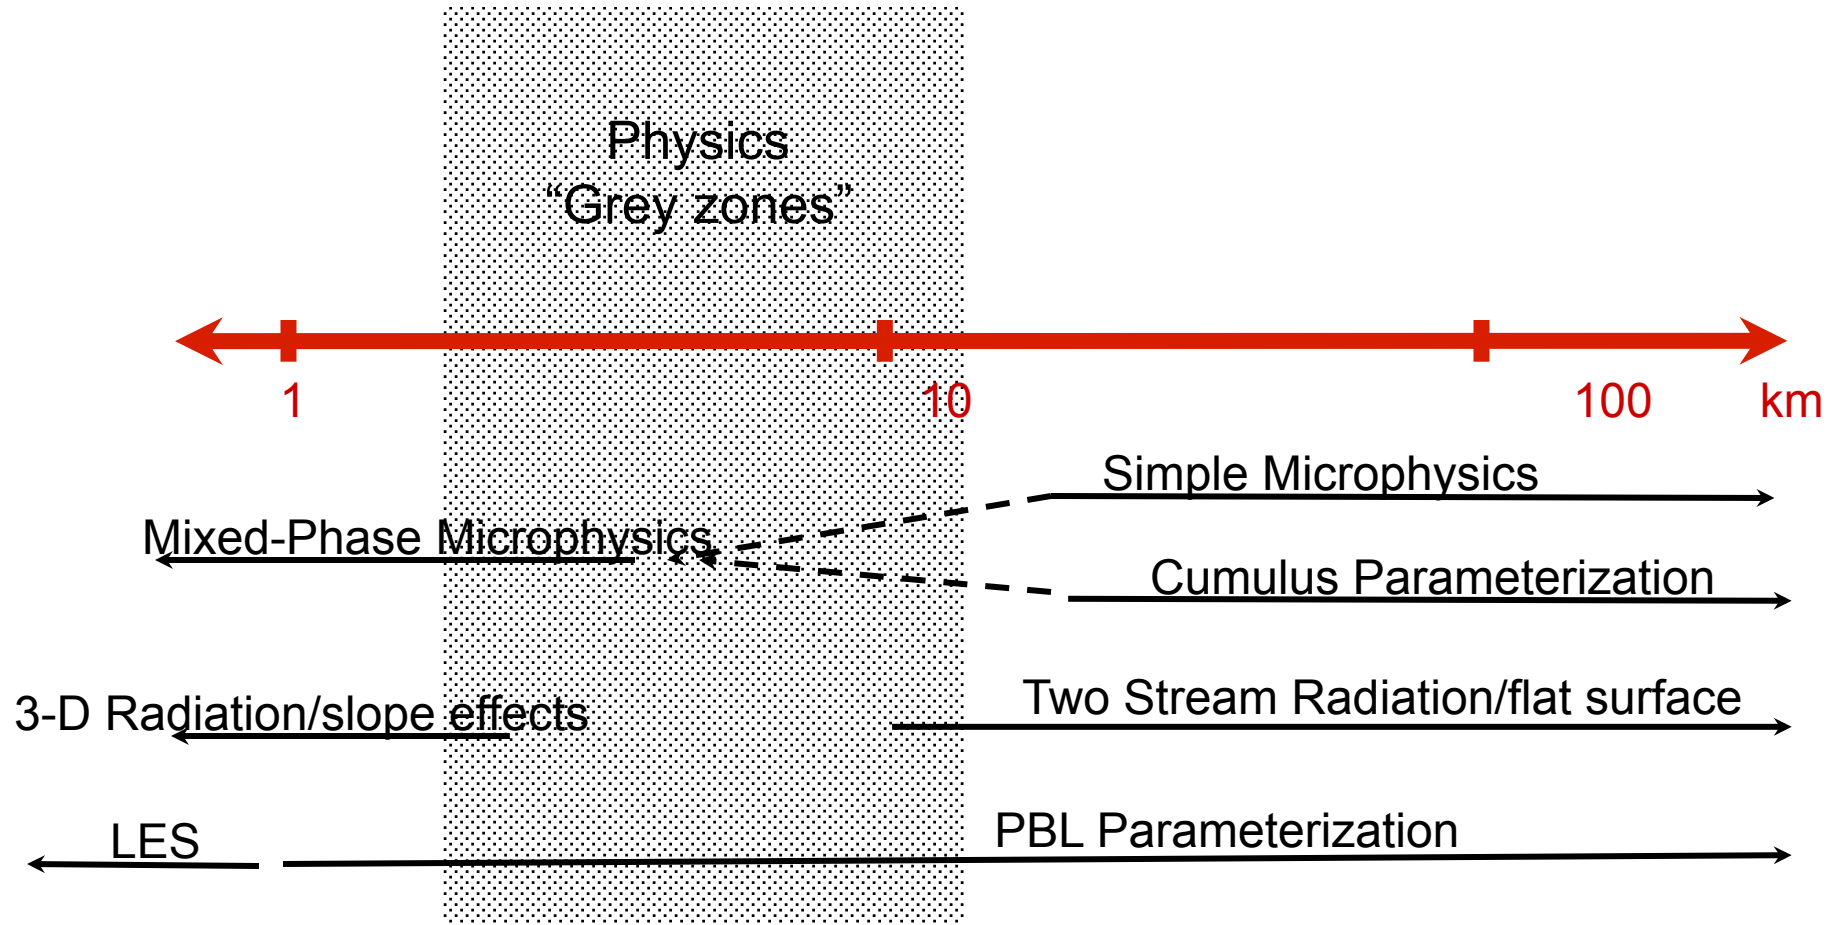 Physics
“Grey zones”
1 10 100 km
Simple Microphysics
Mixed-Phase Microphysics
Cumulus Parameterization
3-D Radiation/slope effects
Two Stream Radiation/flat surface
LES
PBL Parameterization